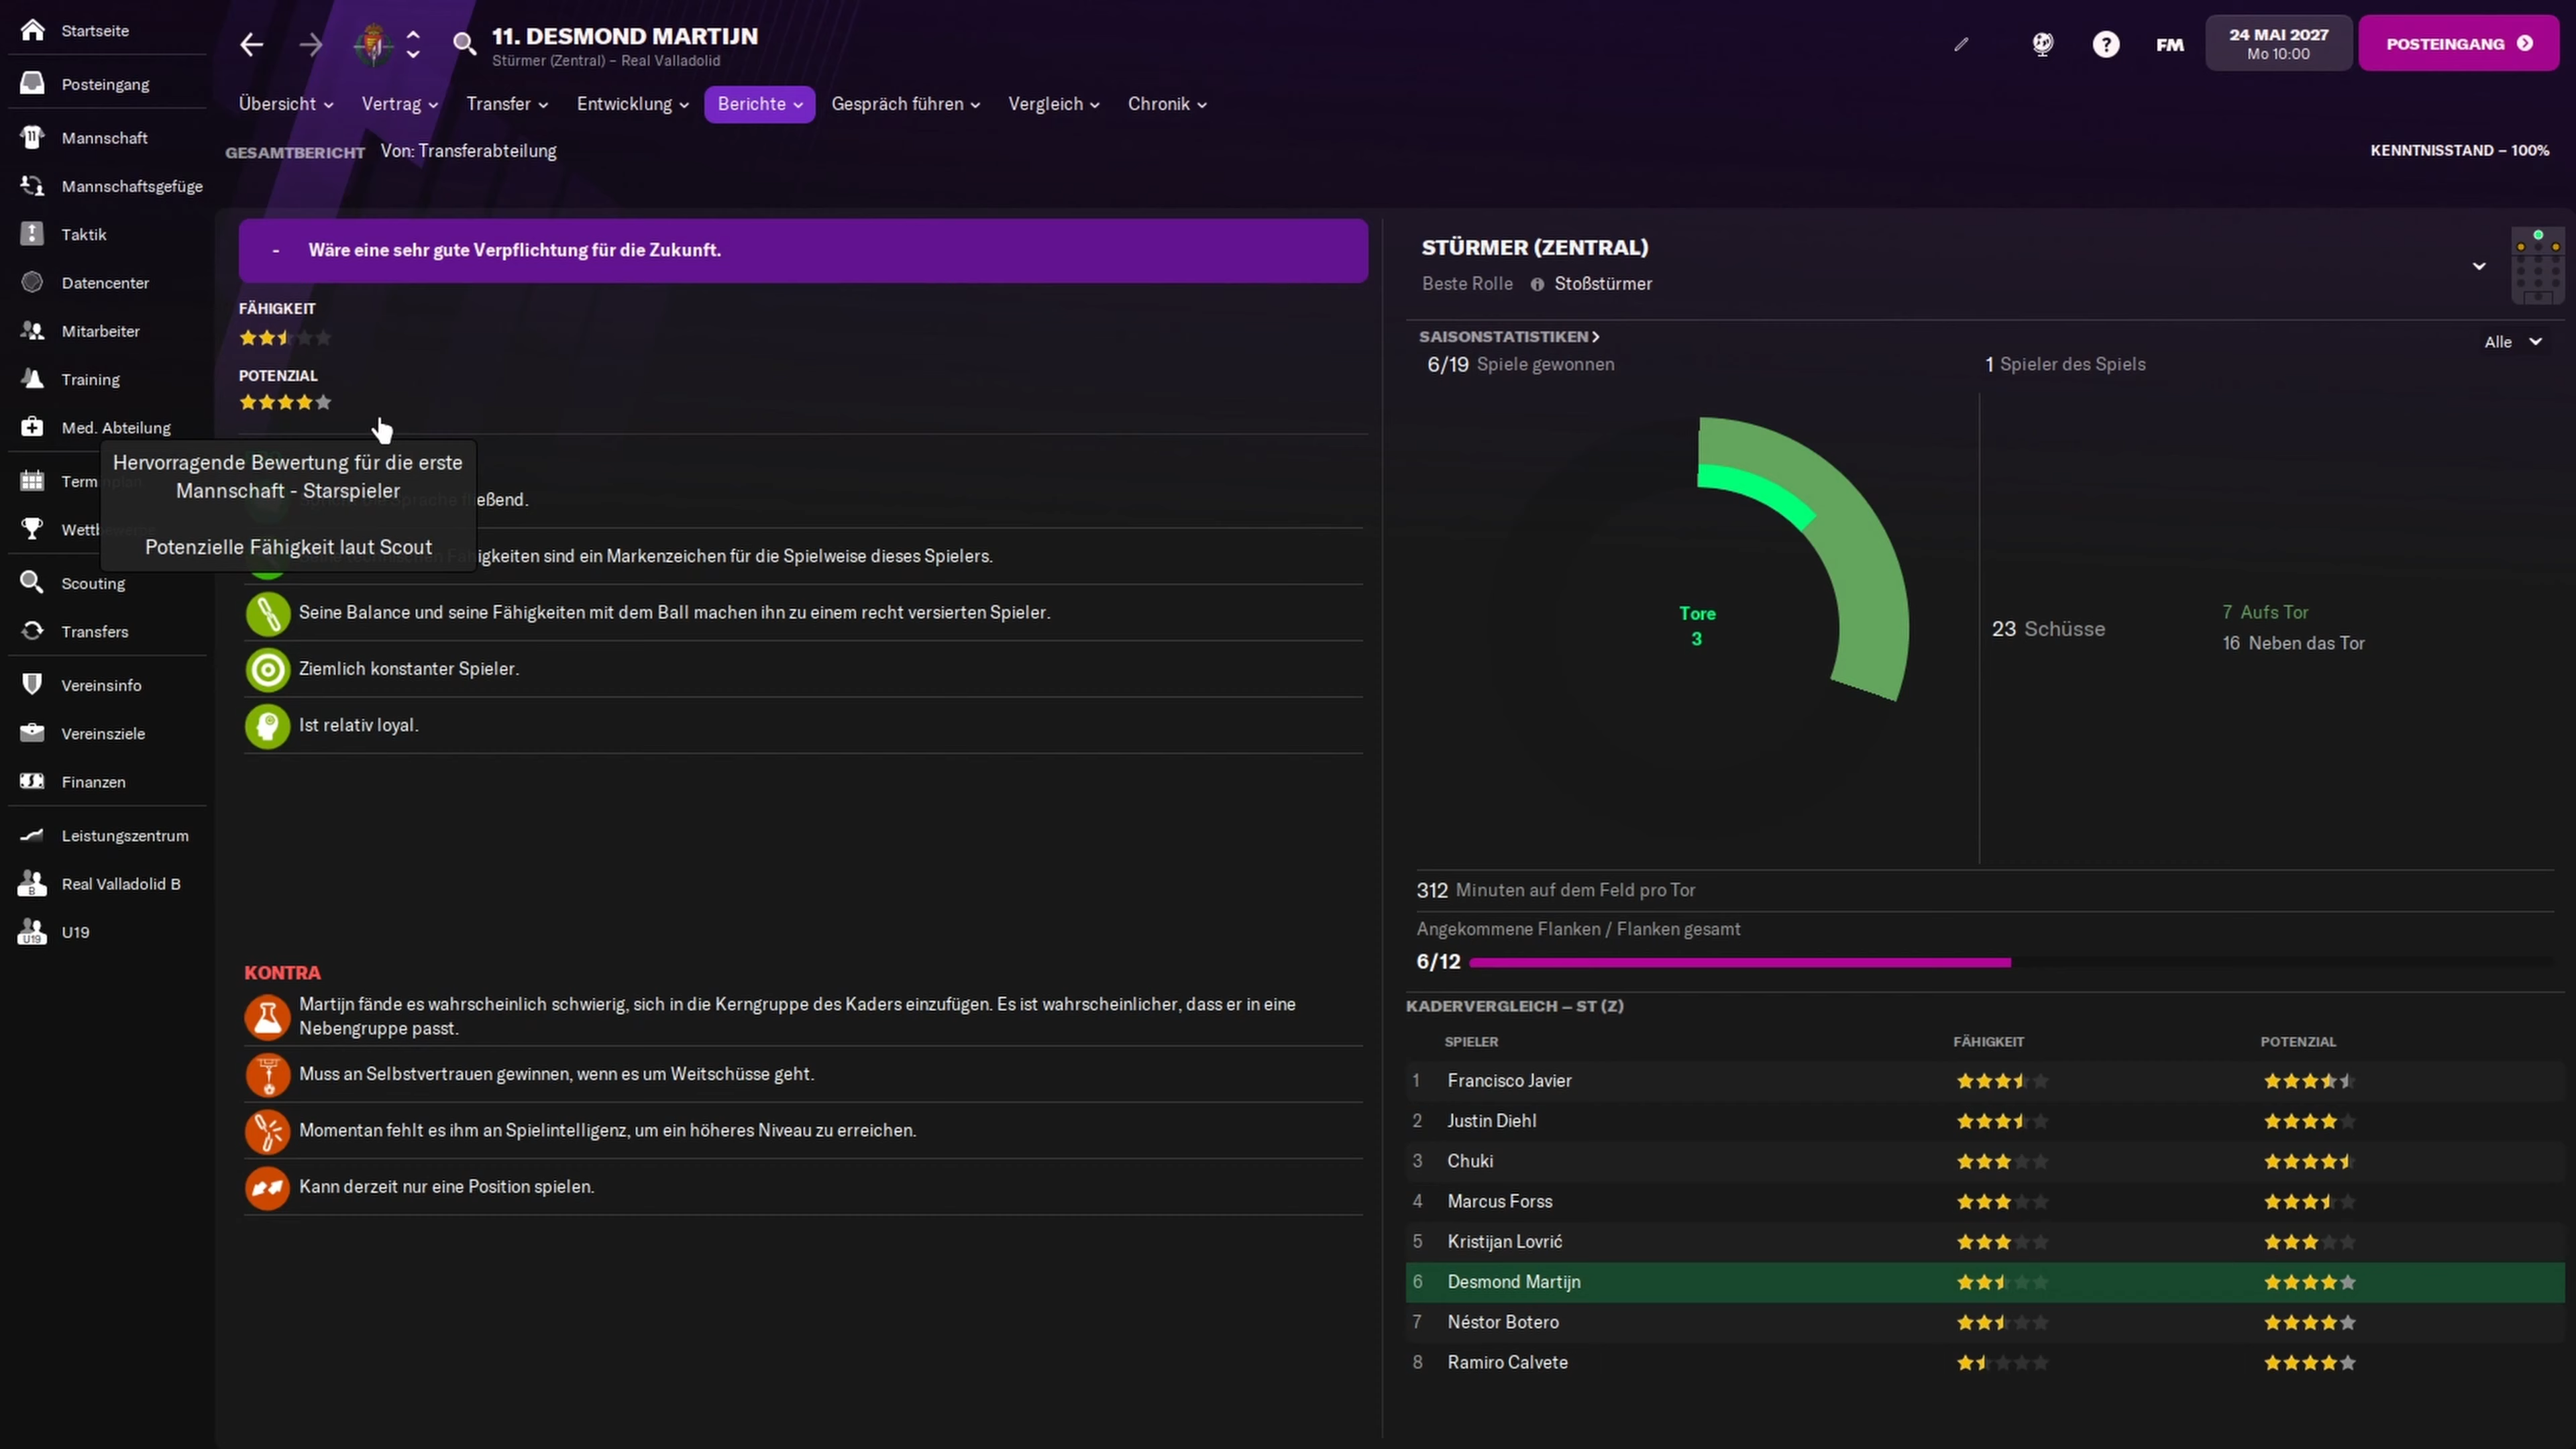 Startseite
Posteingang
Mannschaft
Mannschaftsgefüge
Taktik
Datencenter
Mitarbeiter
Training
Med. Abteilung
Scouting
Transfers
Vereinsinfo
Vereinsziele
Finanzen
Leistungszentrum
Real Valladolid B
U19
11. DESMOND MARTIJN
Stürmer (Zentral) – Real Valladolid
FM
24 MAI 2027
Mo 10:00
POSTEINGANG
Übersicht
Vertrag
Transfer
Entwicklung
Berichte
Gespräch führen
Vergleich
Chronik
GESAMTBERICHT Von: Transferabteilung
KENNTNISSTAND – 100%
- Wäre eine sehr gute Verpflichtung für die Zukunft.
FÄHIGKEIT
POTENZIAL
Hervorragende Bewertung für die erste
Mannschaft - Starspieler
Potenzielle Fähigkeit laut Scout
sind ein Markenzeichen für die Spielweise dieses Spielers.
Seine Balance und seine Fähigkeiten mit dem Ball machen ihn zu einem recht versierten Spieler.
Ziemlich konstanter Spieler.
Ist relativ loyal.
KONTRA
Martijn fände es wahrscheinlich schwierig, sich in die Kerngruppe des Kaders einzufügen. Es ist wahrscheinlicher, dass er in eine
Nebengruppe passt.
Muss an Selbstvertrauen gewinnen, wenn es um Weitschüsse geht.
Momentan fehlt es ihm an Spielintelligenz, um ein höheres Niveau zu erreichen.
Kann derzeit nur eine Position spielen.
STÜRMER (ZENTRAL)
Beste Rolle Stoßstürmer
SAISONSTATISTIKEN
Alle
6/19 Spiele gewonnen
1 Spieler des Spiels
Tore
3
23 Schüsse
7 Aufs Tor
16 Neben das Tor
312 Minuten auf dem Feld pro Tor
Angekommene Flanken / Flanken gesamt
6/12
KADERVERGLEICH – ST (Z)
SPIELER FÄHIGKEIT POTENZIAL
1 Francisco Javier
2 Justin Diehl
3 Chuki
4 Marcus Forss
5 Kristijan Lovrić
6 Desmond Martijn
7 Néstor Botero
8 Ramiro Calvete